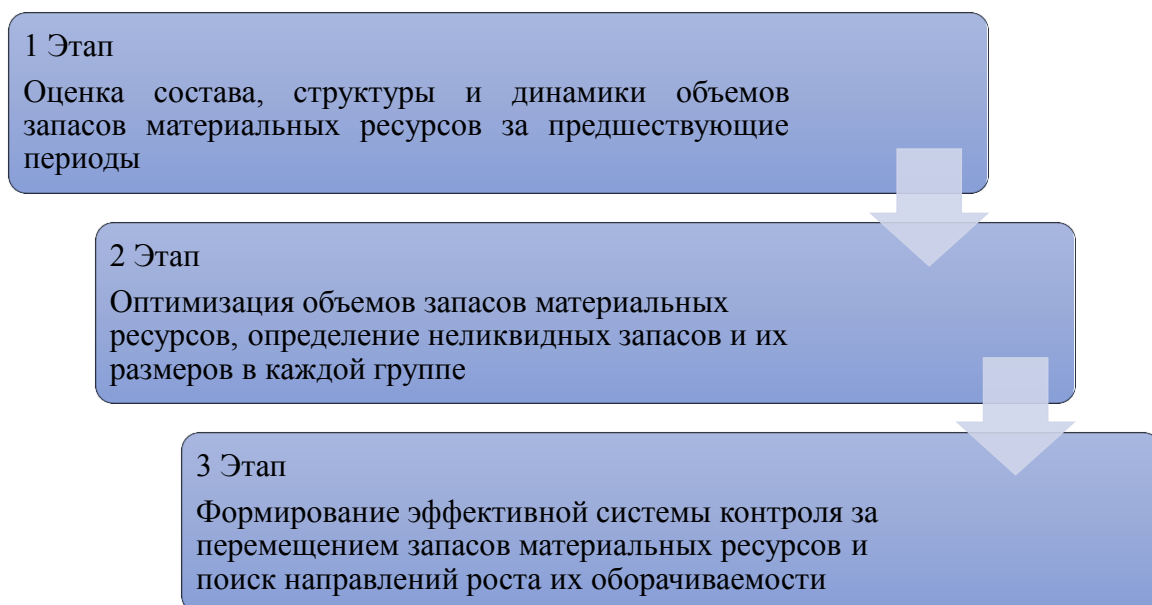 1 Этап
Оценка состава, структуры и динамики объемов
запасов материальных ресурсов за предшествующие
периоды
2 Этап
Оптимизация объемов запасов материальных
ресурсов, определение неликвидных запасов и их
размеров в каждой группе
3 Этап
Формирование эффективной системы контроля за
перемещением запасов материальных ресурсов и
поиск направлений роста их оборачиваемости